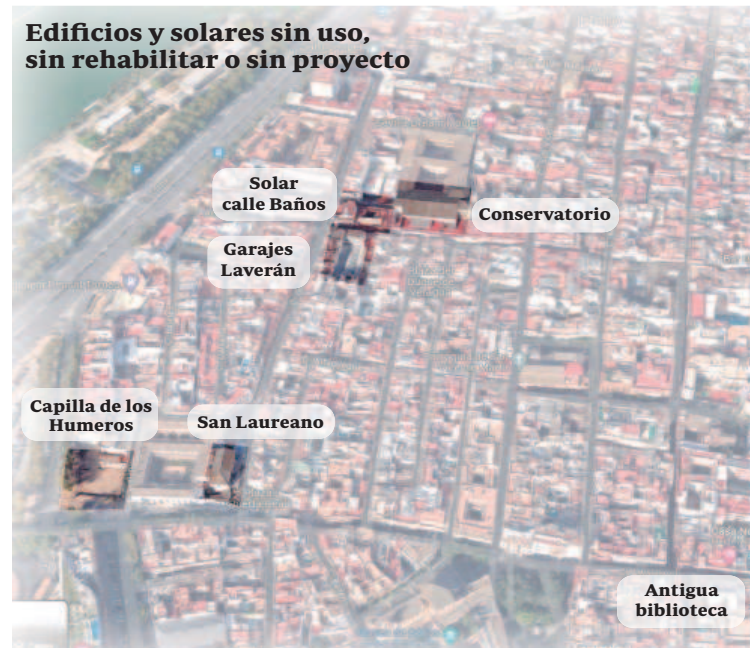 Edificios y solares sin uso,
sin rehabilitar o sin proyecto
Solar
calle Baños
Conservatorio
Garajes
Laverán
Capilla de los
Humeros
San Laureano
Antigua
biblioteca